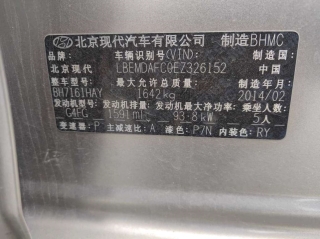 北京现代汽车有限公司 制造BHMC
品牌: 车辆识别代号(VIN): 制造国:
北京现代 LBEMDAFC0EZ326152 中国
型号: 最大允许总质量: 制造年月:
BH7161HAY 1642kg 2014/02
发动机型号: 发动机排量: 发动机最大净功率: 乘坐人数:
G4FG 1591ml 93.8kW 5人
变速器: P 主减速比: A 漆色: P7N 内装色: RY